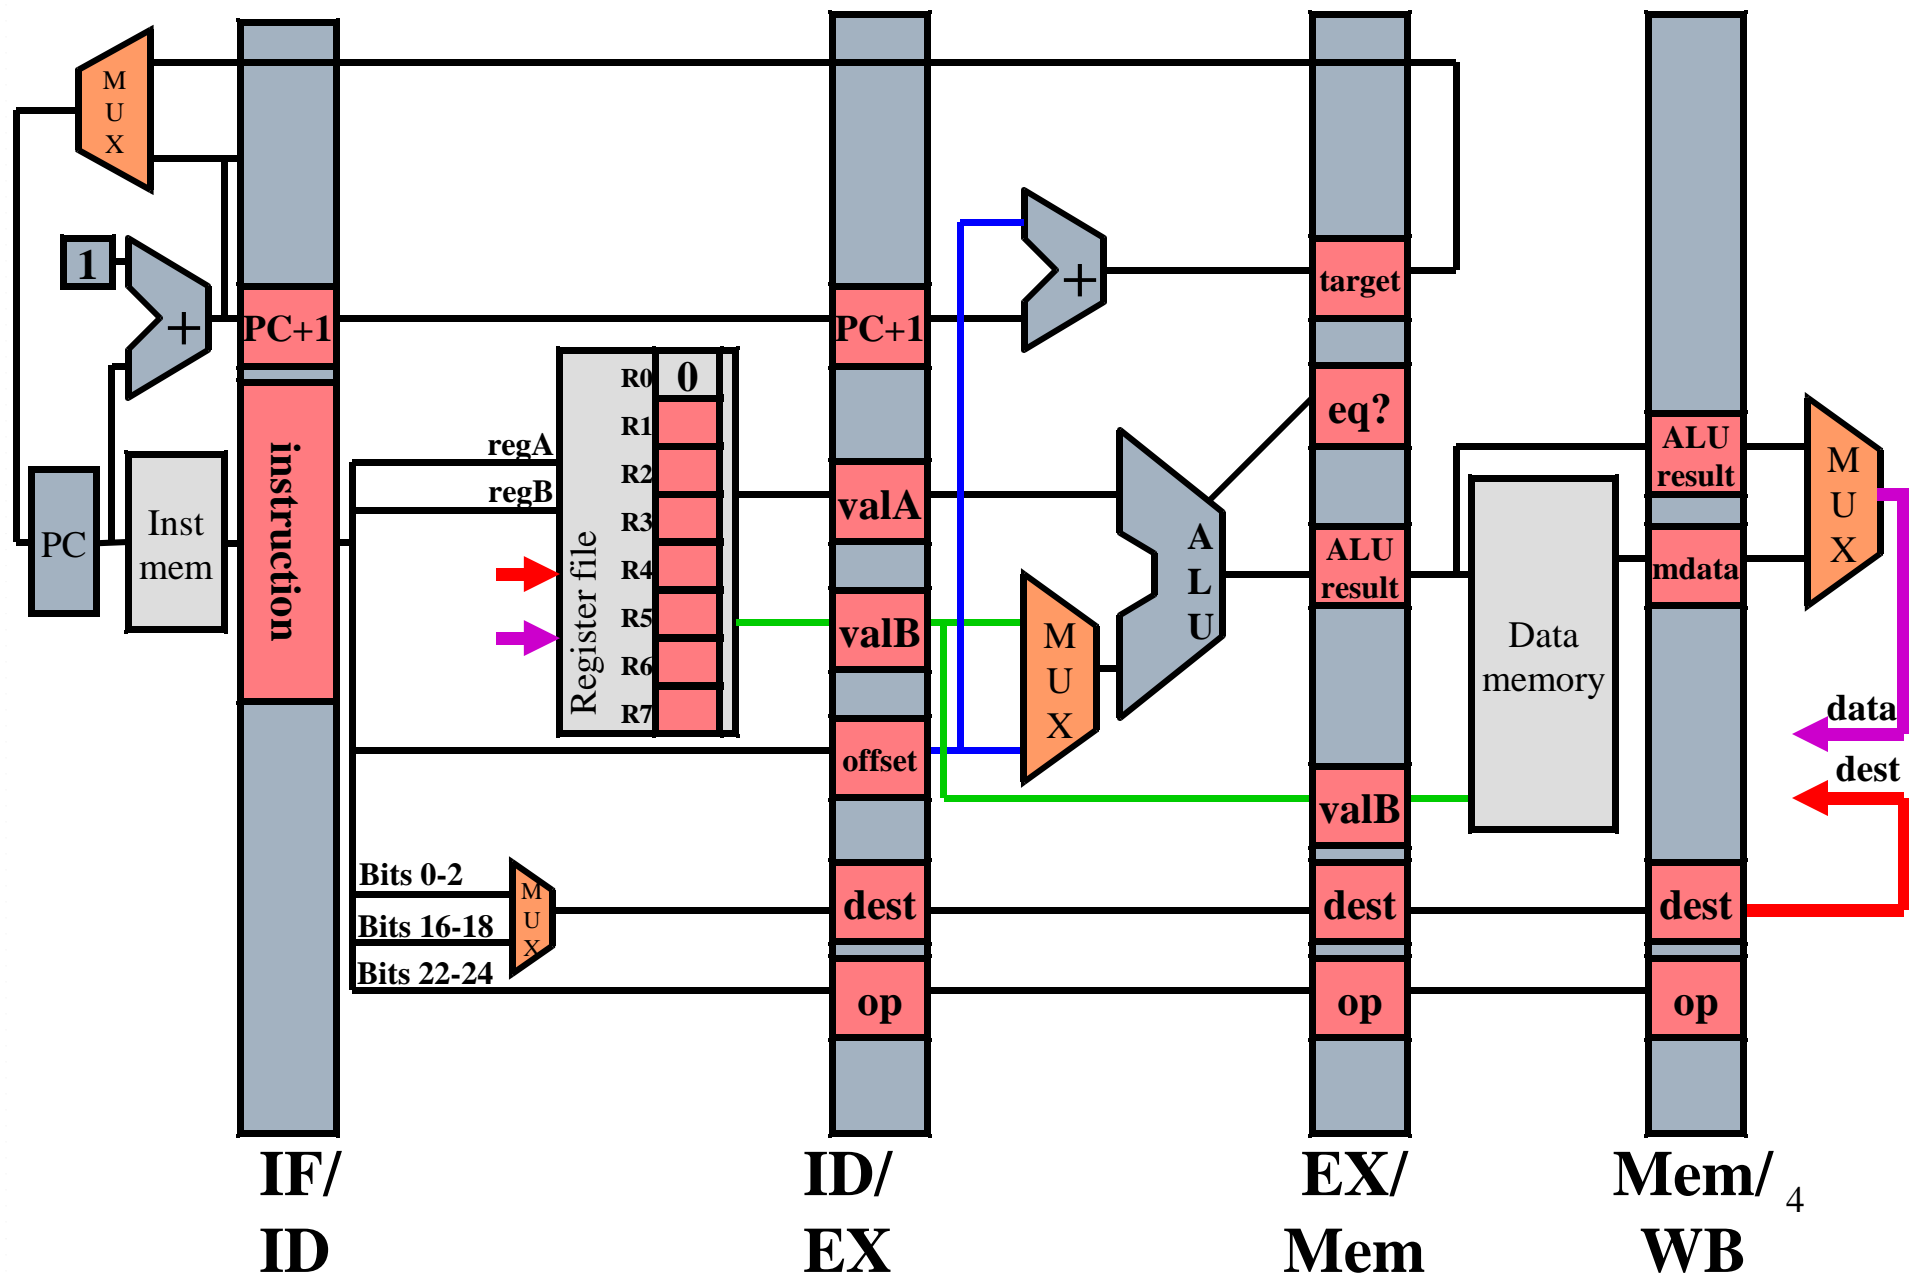 M
U
X
1
+
PC+1
instruction
PC
Inst
mem
regA
regB
Register file
R0
0
R1
R2
R3
R4
R5
R6
R7
Bits 0-2
Bits 16-18
Bits 22-24
M
U
X
PC+1
valA
valB
offset
dest
op
+
M
U
X
A
L
U
target
eq?
ALU
result
valB
dest
op
Data
memory
ALU
result
mdata
dest
op
M
U
X
data
dest
IF/
ID
ID/
EX
EX/
Mem
Mem/
WB
4